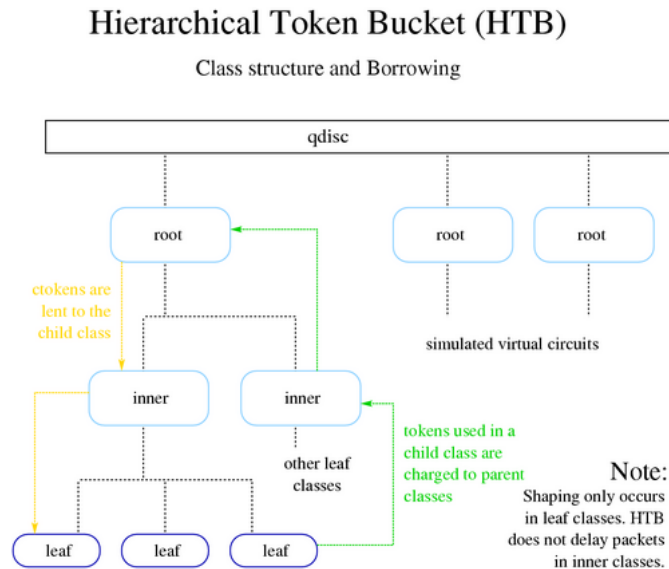 Hierarchical Token Bucket (HTB)
Class structure and Borrowing
qdisc
root
root
root
ctokens are
lent to the
child class
simulated virtual circuits
inner
inner
other leaf
classes
tokens used in a
child class are
charged to parent
classes
leaf
leaf
leaf
Note:
Shaping only occurs
in leaf classes. HTB
does not delay packets
in inner classes.